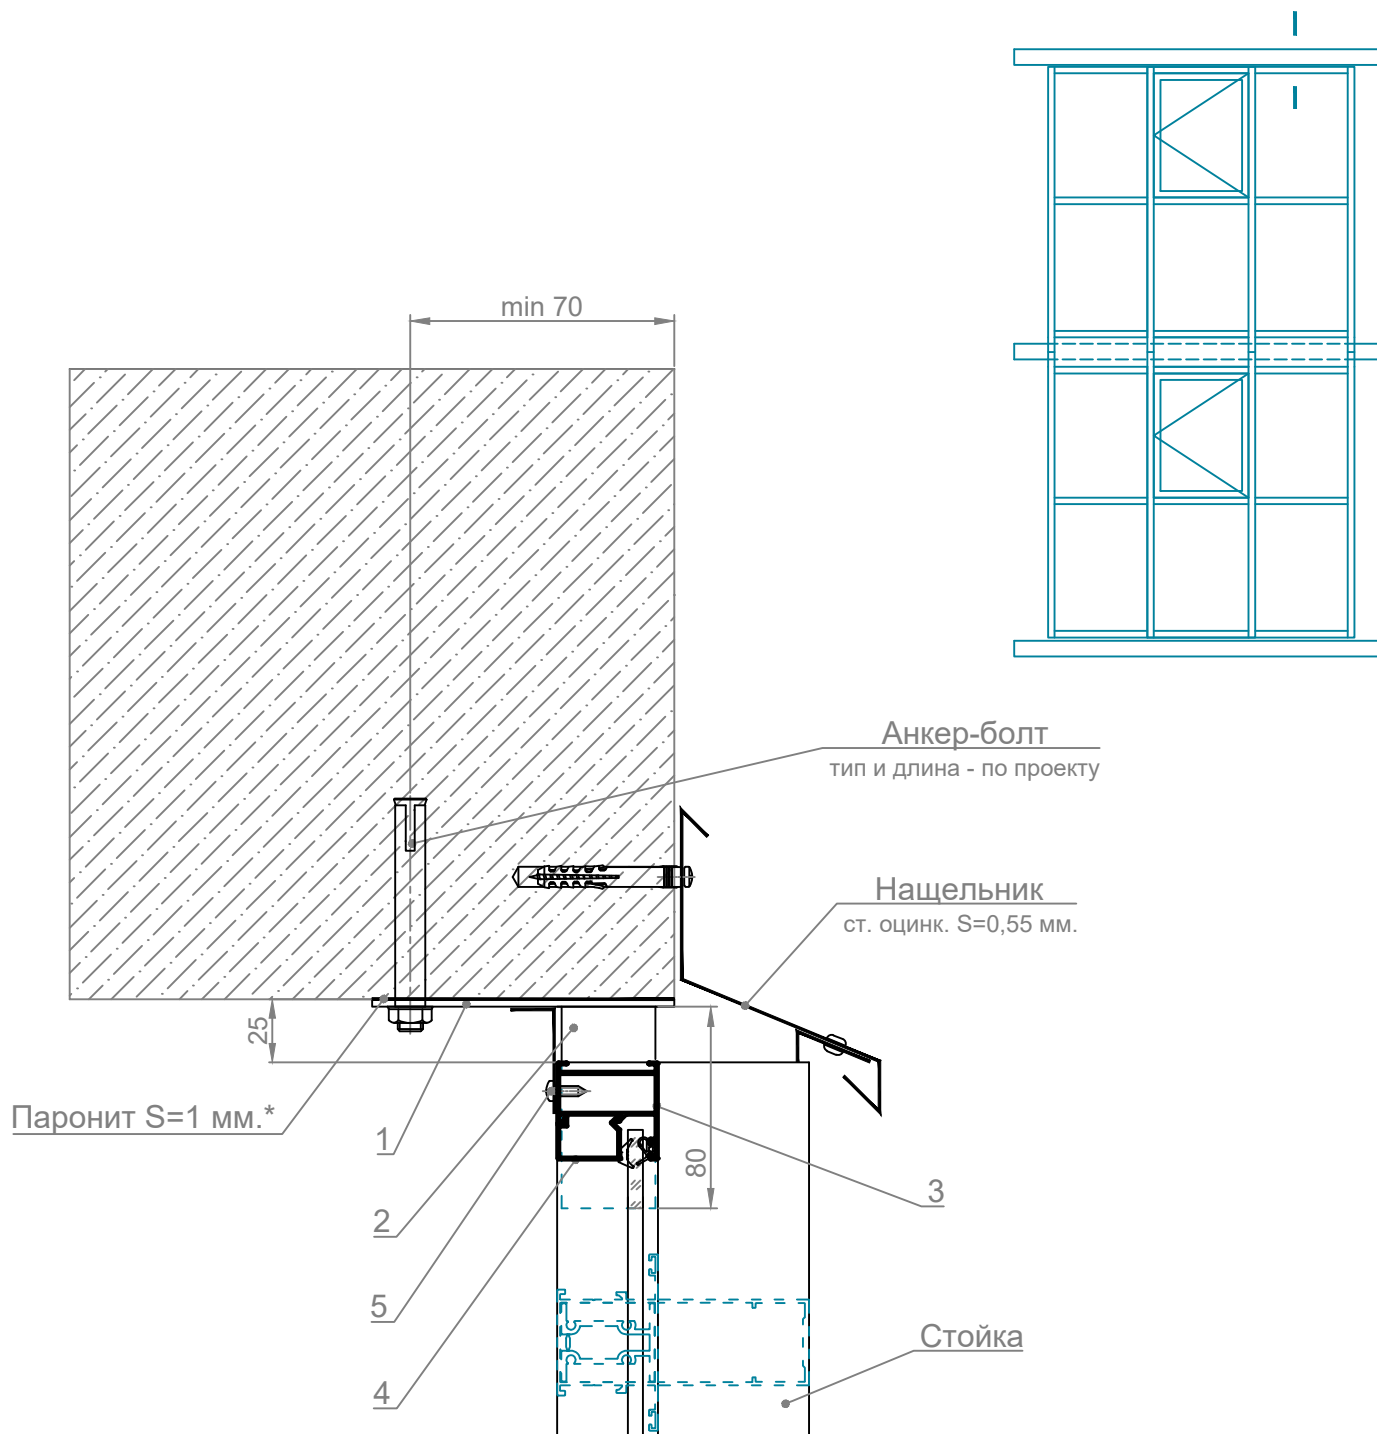 min 70
Анкер-болт
тип и длина - по проекту
Нащельник
ст. оцинк. S=0,55 мм.
25
Паронит S=1 мм.*
1
80
3
2
5
Стойка
4